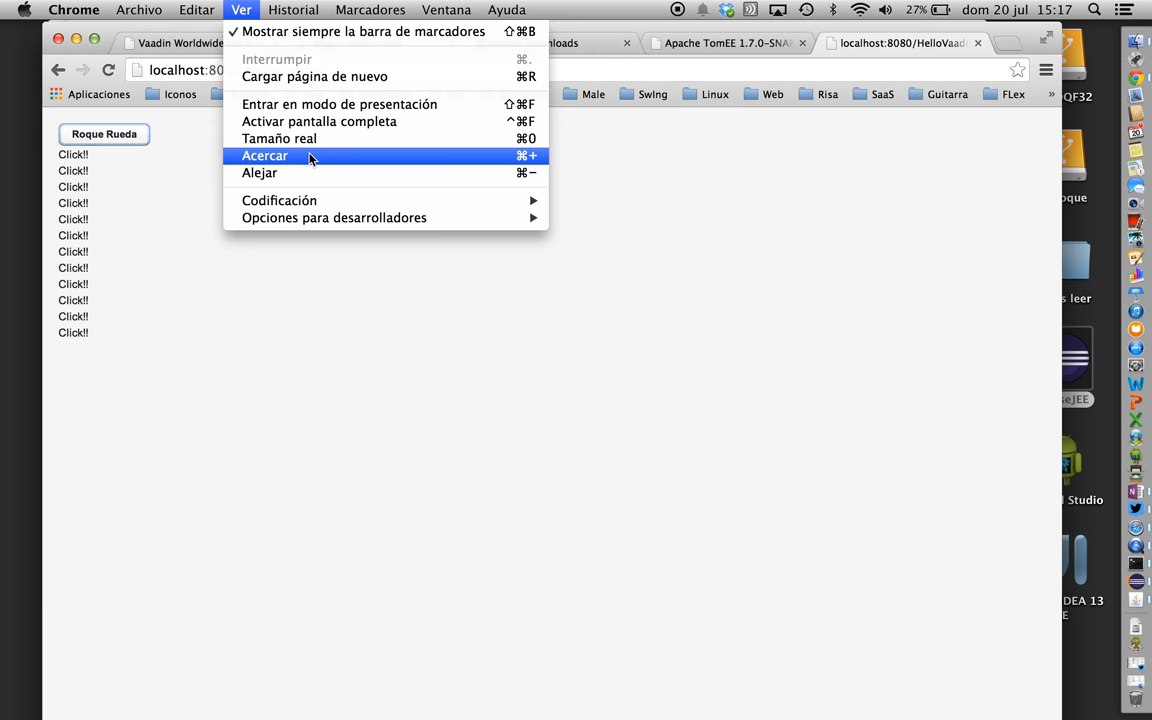 Chrome Archivo Editar Ver Historial Marcadores Ventana Ayuda 27% dom 20 jul 15:17
Vaadin Worldwide Apache TomEE 1.7.0-SNAP localhost:8080/HelloVaadi
localhost:80
Aplicaciones Iconos Male SwIng Linux Web Risa SaaS Guitarra FLex »
✓ Mostrar siempre la barra de marcadores ⇧⌘B
Interrumpir ⌘.
Cargar página de nuevo ⌘R
Entrar en modo de presentación ⇧⌘F
Activar pantalla completa ^⌘F
Tamaño real ⌘0
Acercar ⌘+
Alejar ⌘-
Codificación
Opciones para desarrolladores
Roque Rueda
Click!!
Click!!
Click!!
Click!!
Click!!
Click!!
Click!!
Click!!
Click!!
Click!!
Click!!
Click!!
QF32
oque
s leer
seJEE
l Studio
DEA 13
E